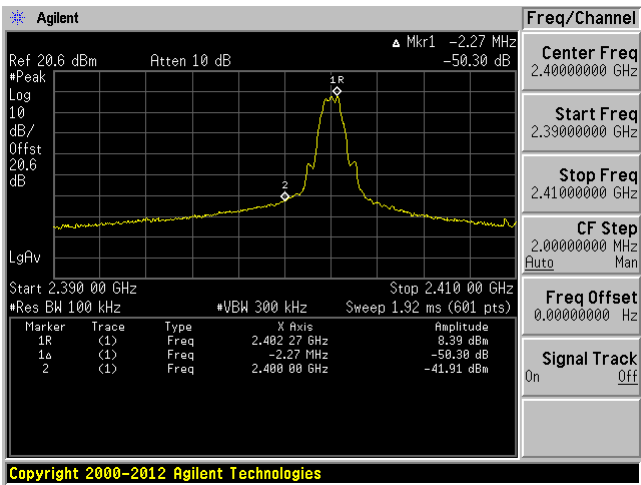 Agilent
Freq/Channel
▵ Mkr1 -2.27 MHz
Ref 20.6 dBm Atten 10 dB -50.30 dB
#Peak
Log
10
dB/
Offst
20.6
dB
LgAv
1R
2
Start 2.390 00 GHz Stop 2.410 00 GHz
#Res BW 100 kHz #VBW 300 kHz Sweep 1.92 ms (601 pts)
Marker Trace Type X Axis Amplitude
1R (1) Freq 2.402 27 GHz 8.39 dBm
1▵ (1) Freq -2.27 MHz -50.30 dB
2 (1) Freq 2.400 00 GHz -41.91 dBm
Center Freq
2.40000000 GHz
Start Freq
2.39000000 GHz
Stop Freq
2.41000000 GHz
CF Step
2.00000000 MHz
Auto Man
Freq Offset
0.00000000 Hz
Signal Track
On Off
Copyright 2000-2012 Agilent Technologies